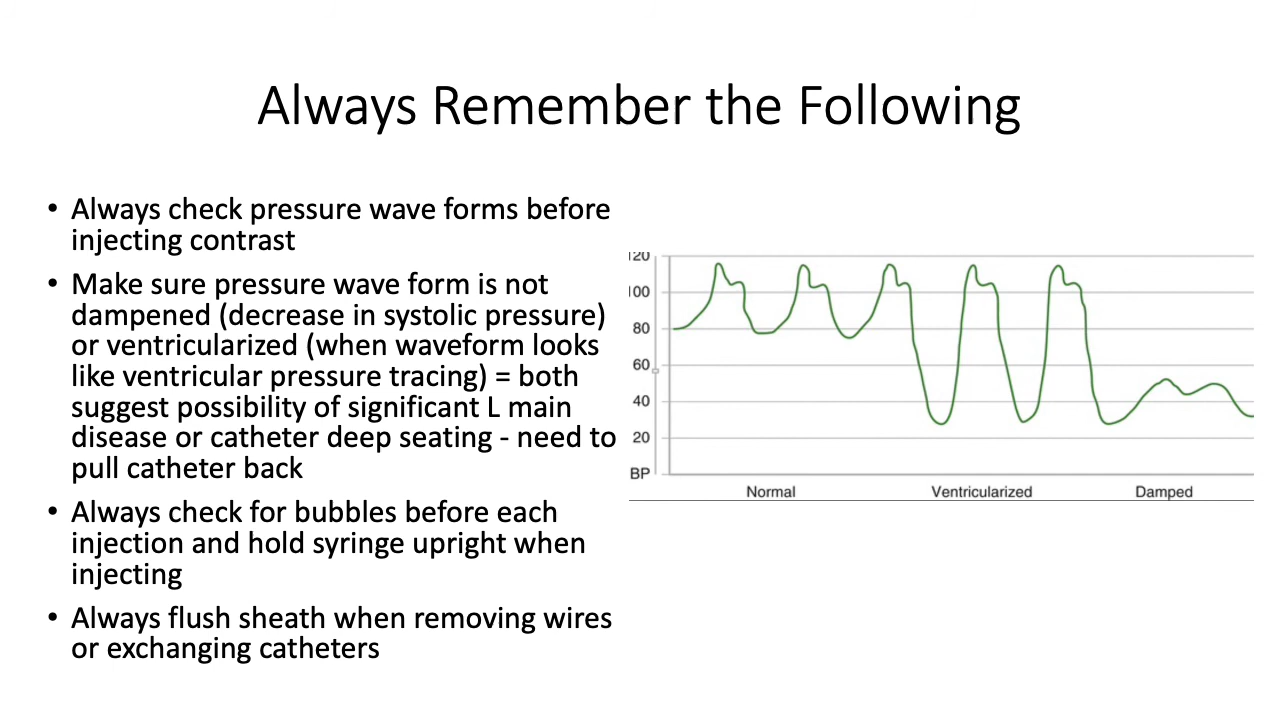 Always Remember the Following
• Always check pressure wave forms before
injecting contrast
• Make sure pressure wave form is not
dampened (decrease in systolic pressure)
or ventricularized (when waveform looks
like ventricular pressure tracing) = both
suggest possibility of significant L main
disease or catheter deep seating - need to
pull catheter back
• Always check for bubbles before each
injection and hold syringe upright when
injecting
• Always flush sheath when removing wires
or exchanging catheters
120
100
80
60
40
20
BP
Normal Ventricularized Damped